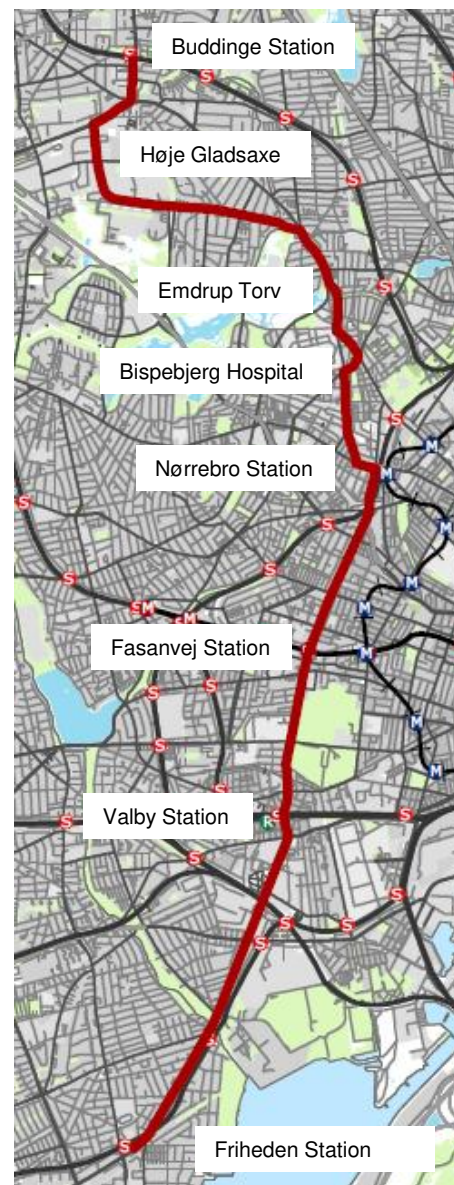 Buddinge Station
Høje Gladsaxe
Emdrup Torv
Bispebjerg Hospital
Nørrebro Station
Fasanvej Station
Valby Station
Friheden Station